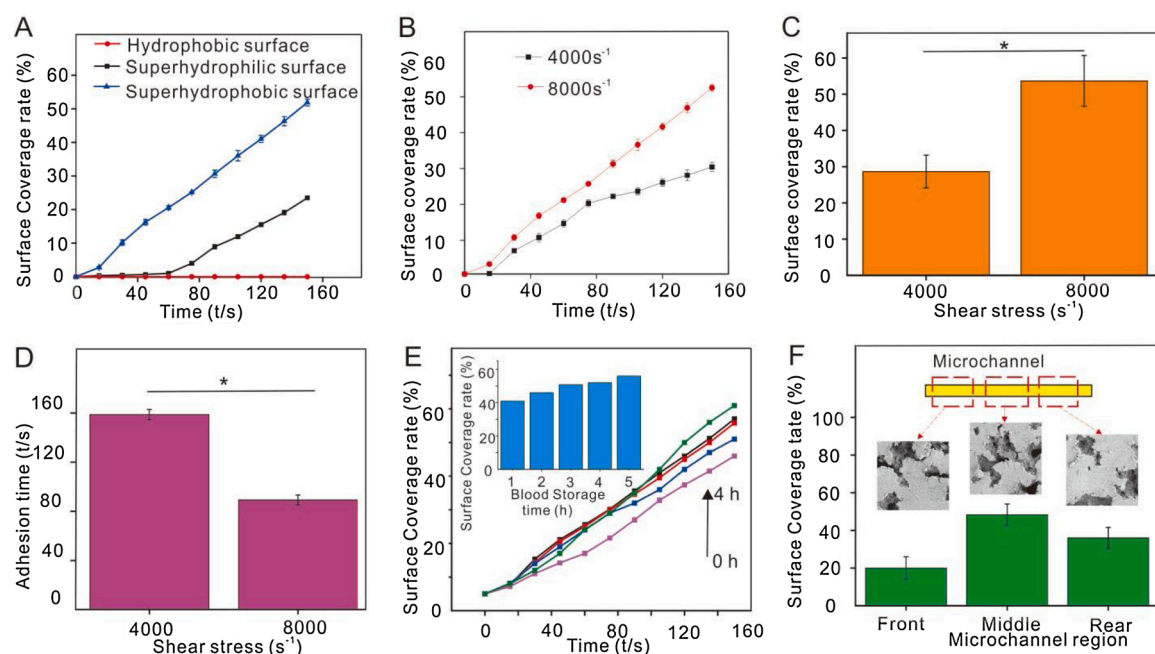 A
Hydrophobic surface
Superhydrophilic surface
Superhydrophobic surface
Surface Coverage rate (%)
60
50
40
30
20
10
0
0 40 80 120 160
Time (t/s)
B
4000s⁻¹
8000s⁻¹
Surface coverage rate (%)
60
50
40
30
20
10
0
0 40 80 120 160
Time (t/s)
C
*
Surface coverage rate (%)
60
50
40
30
20
10
0
4000 8000
Shear stress (s⁻¹)
D
*
Adhesion time (t/s)
160
120
80
40
0
4000 8000
Shear stress (s⁻¹)
E
Surface Coverage rate (%)
60
40
20
0
0 40 80 120 160
Time (t/s)
Surface Coverage rate (%)
60
40
20
0
1 2 3 4 5
Blood Storage
time (h)
4 h
0 h
F
Microchannel
Surface Coverage tate (%)
100
80
60
40
20
0
Front Middle Rear
Microchannel region